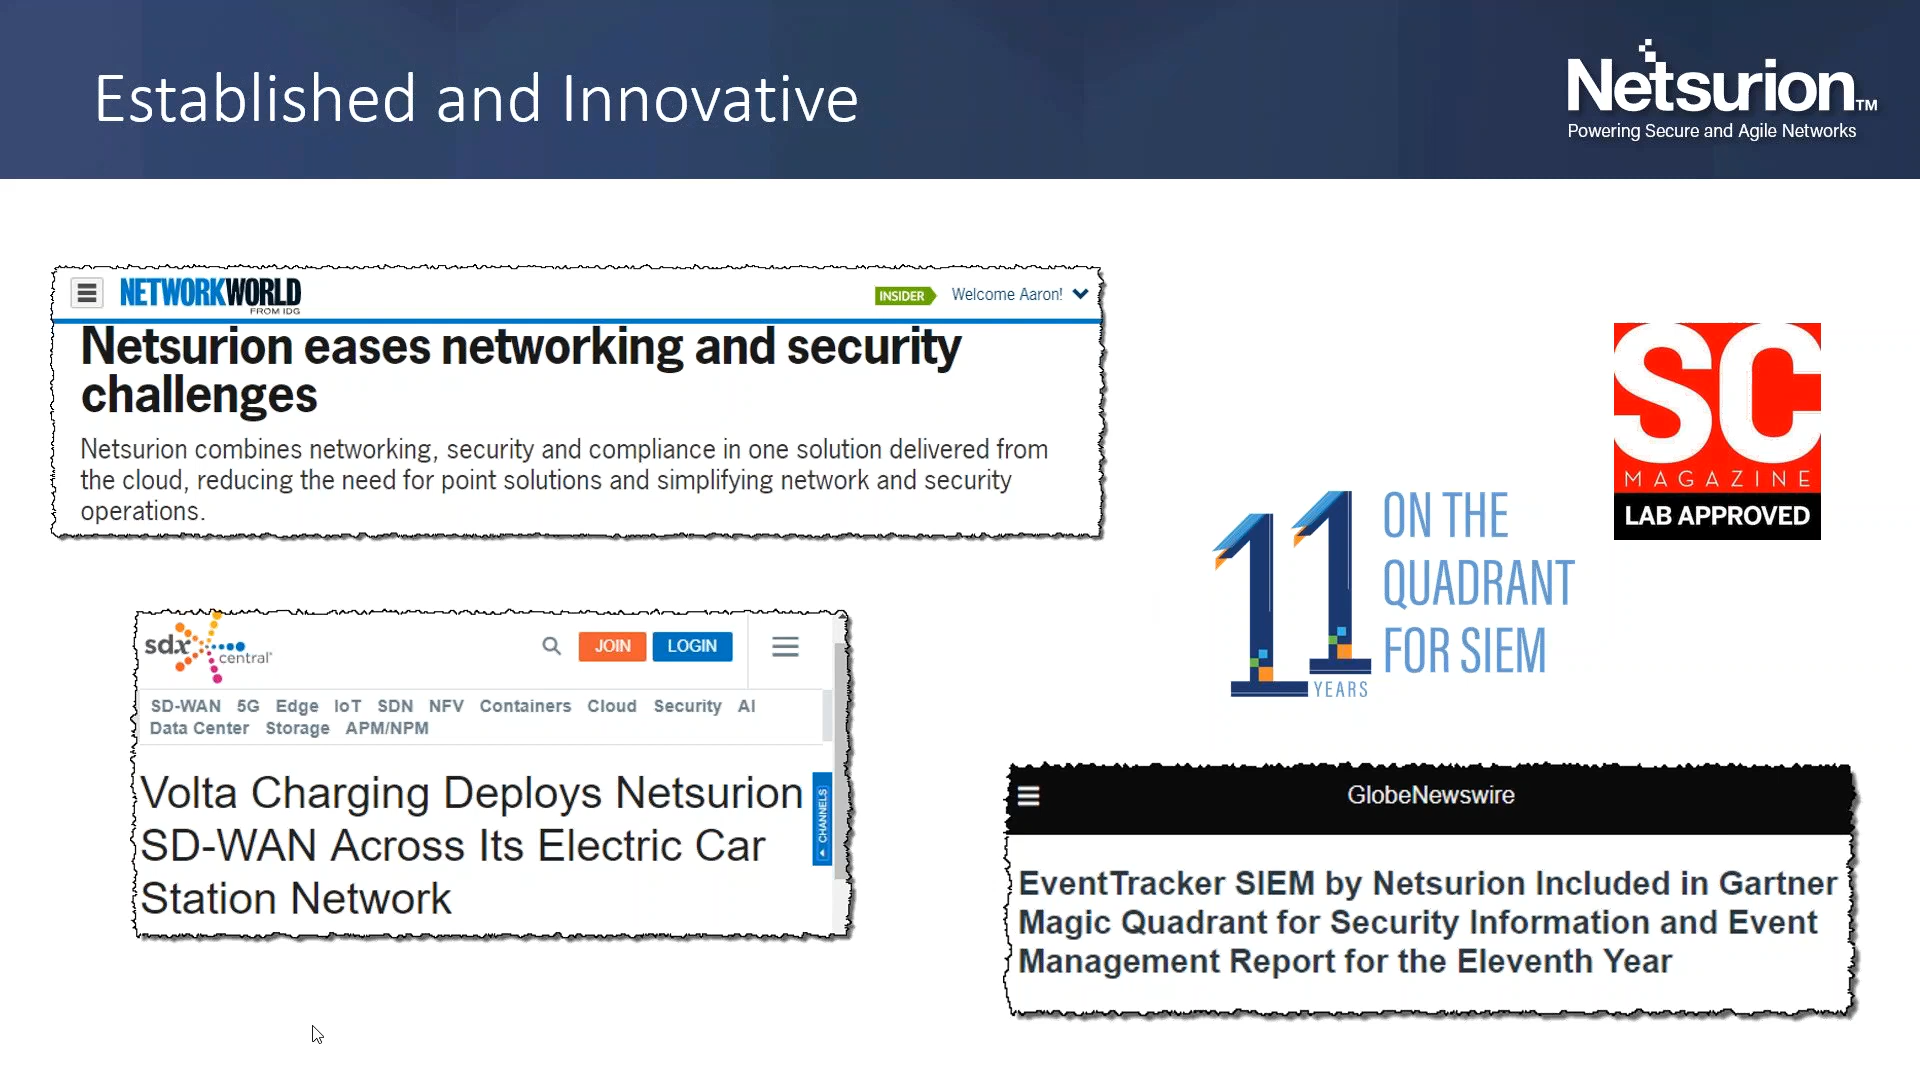 Established and Innovative
Netsurion™
Powering Secure and Agile Networks
NETWORKWORLD
FROM IDG
INSIDER
Welcome Aaron!
Netsurion eases networking and security
challenges
Netsurion combines networking, security and compliance in one solution delivered from
the cloud, reducing the need for point solutions and simplifying network and security
operations.
SC
MAGAZINE
LAB APPROVED
11
YEARS
ON THE
QUADRANT
FOR SIEM
sdx
central
JOIN
LOGIN
SD-WAN 5G Edge IoT SDN NFV Containers Cloud Security AI
Data Center Storage APM/NPM
Volta Charging Deploys Netsurion
SD-WAN Across Its Electric Car
Station Network
CHANNELS
GlobeNewswire
EventTracker SIEM by Netsurion Included in Gartner
Magic Quadrant for Security Information and Event
Management Report for the Eleventh Year